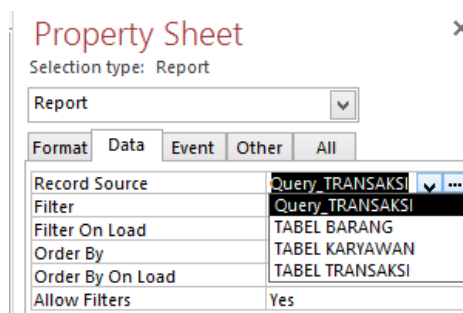 Property Sheet
Selection type: Report
Report
Format Data Event Other All
Record Source Query_TRANSAKSI
Filter Query_TRANSAKSI
Filter On Load TABEL BARANG
Order By TABEL KARYAWAN
Order By On Load TABEL TRANSAKSI
Allow Filters Yes